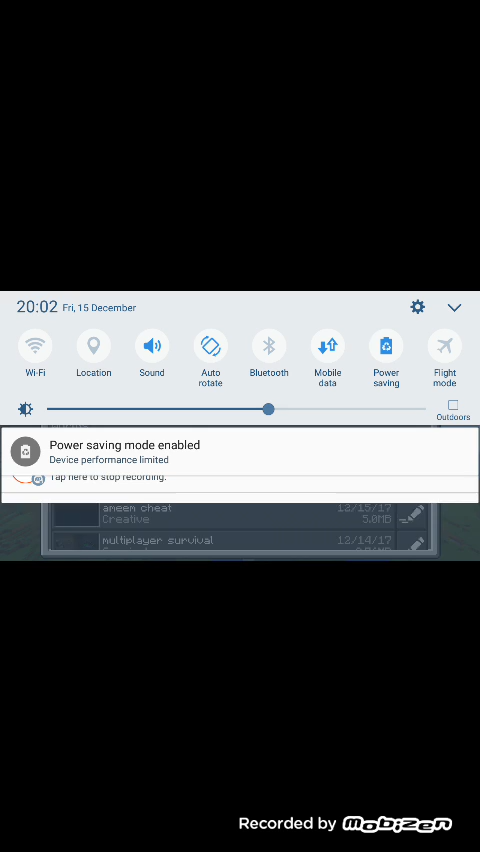 20:02 Fri, 15 December
Wi-Fi
Location
Sound
Auto
rotate
Bluetooth
Mobile
data
Power
saving
Flight
mode
Outdoors
Power saving mode enabled
Device performance limited
Tap here to stop recording.
ameem cheat 12/15/17
Creative 5.0MB
multiplayer survival 12/14/17
Recorded by Mobizen